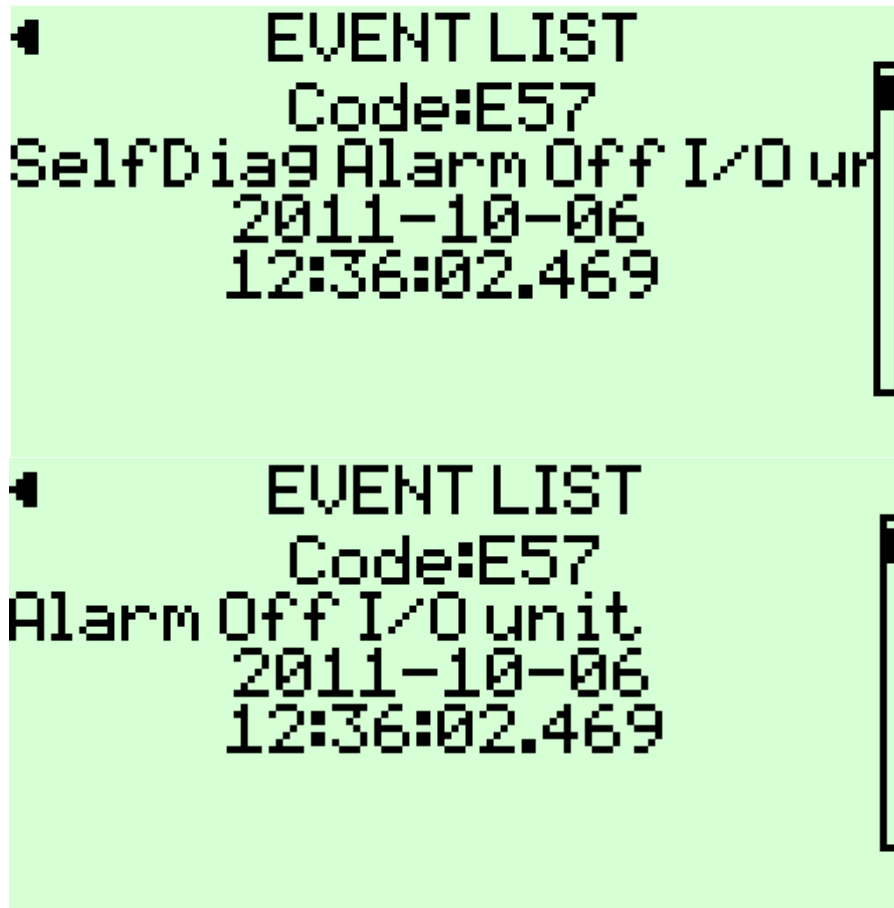 EVENT LIST
Code:E57
SelfDiag Alarm Off I/O un
2011-10-06
12:36:02.469
EVENT LIST
Code:E57
Alarm Off I/O unit
2011-10-06
12:36:02.469